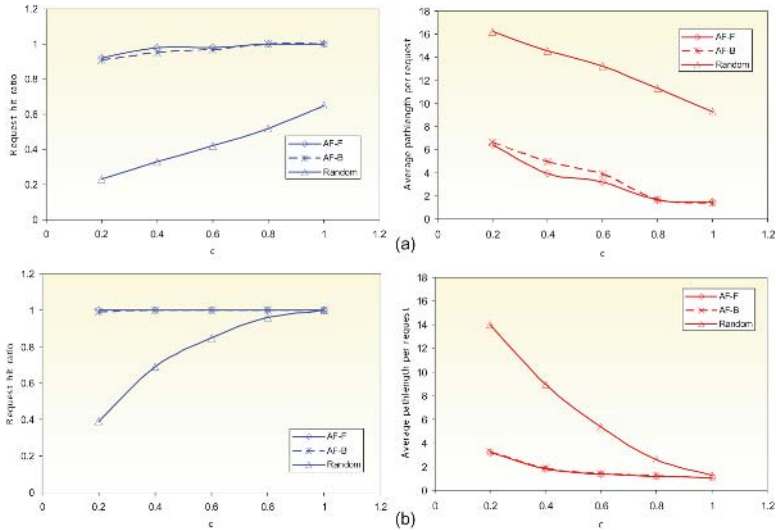 1.2
1
0.8
0.6
0.4
0.2
0
Request hit ratio
AF-F
AF-B
Random
0 0.2 0.4 0.6 0.8 1 1.2
c
18
16
14
12
10
8
6
4
2
0
Average pathlength per request
AF-F
AF-B
Random
0 0.2 0.4 0.6 0.8 1 1.2
c
(a)
1.2
1
0.8
0.6
0.4
0.2
0
Request hit ratio
AF-F
AF-B
Random
0 0.2 0.4 0.6 0.8 1 1.2
c
18
16
14
12
10
8
6
4
2
0
Average pathlength per request
AF-F
AF-B
Random
0 0.2 0.4 0.6 0.8 1 1.2
c
(b)